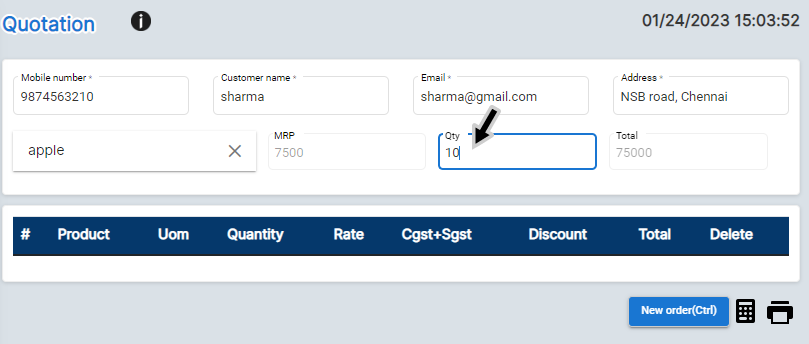 Quotation
01/24/2023 15:03:52
Mobile number *
9874563210
Customer name *
sharma
Email *
sharma@gmail.com
Address *
NSB road, Chennai
apple
MRP
7500
Qty
10
Total
75000
# Product Uom Quantity Rate Cgst+Sgst Discount Total Delete
New order(Ctrl)